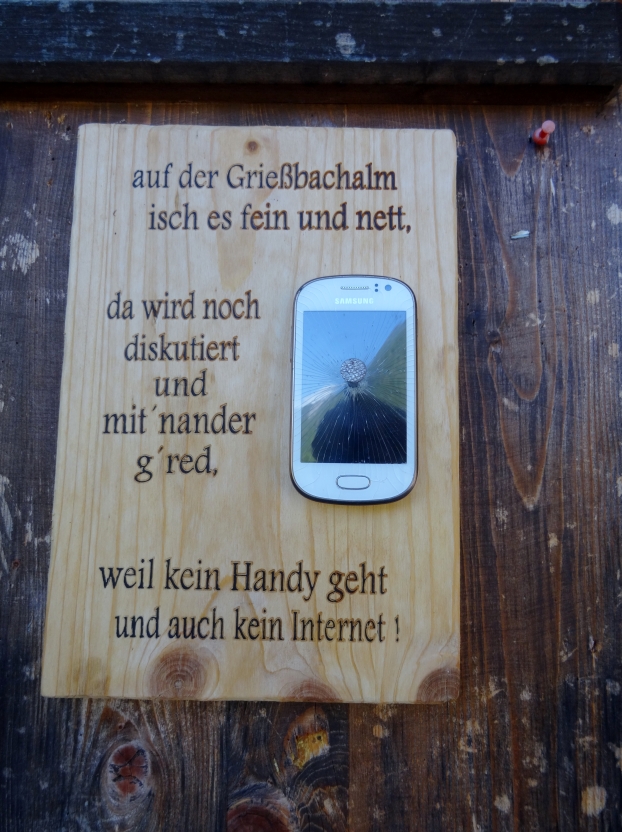 auf der Grießbachalm
isch es fein und nett,
da wird noch
diskutiert
und
mit´nander
g´red,
SAMSUNG
weil kein Handy geht
und auch kein Internet !